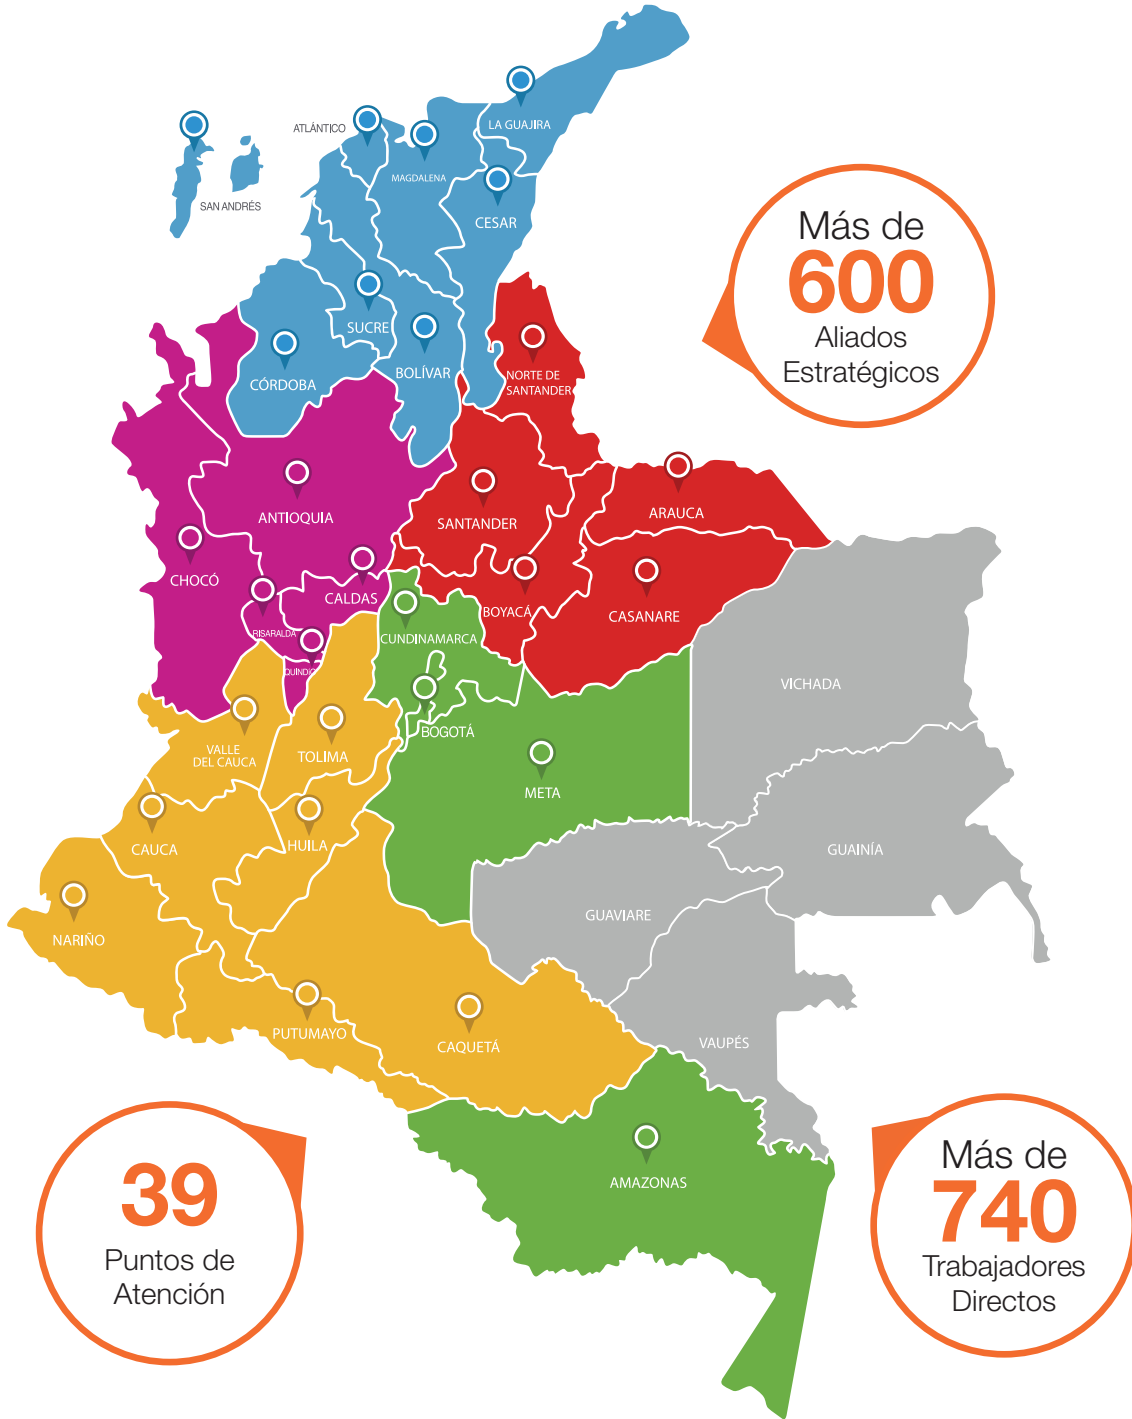 ATLÁNTICO
LA GUAJIRA
MAGDALENA
SAN ANDRÉS
CESAR
Más de
600
Aliados
Estratégicos
SUCRE
BOLÍVAR
CÓRDOBA
NORTE DE
SANTANDER
ANTIOQUIA
SANTANDER
ARAUCA
CHOCÓ
CALDAS
BOYACÁ
CASANARE
RISARALDA
CUNDINAMARCA
QUINDÍO
VICHADA
BOGOTÁ
VALLE
DEL CAUCA
TOLIMA
META
CAUCA
HUILA
GUAINÍA
GUAVIARE
NARIÑO
PUTUMAYO
CAQUETÁ
VAUPÉS
AMAZONAS
39
Puntos de
Atención
Más de
740
Trabajadores
Directos